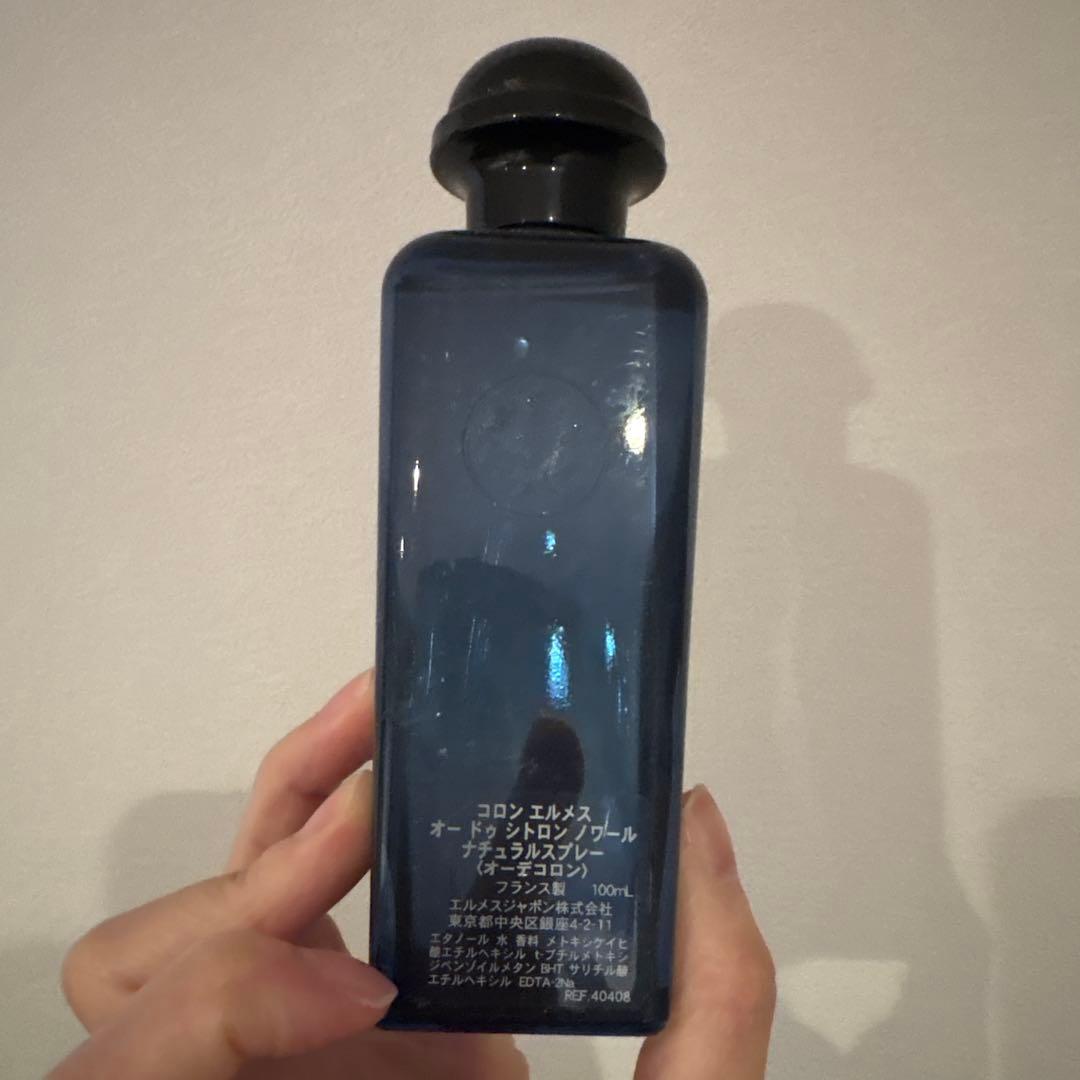 コロン エルメス
オー ドゥ シトロン ノワール
ナチュラルスプレー
〈オーデコロン〉
フランス製 100mL
エルメスジャポン株式会社
東京都中央区銀座4-2-11
エタノール 水 香料 メトキシケイヒ
酸エチルヘキシル t-ブチルメトキシ
ジベンゾイルメタン BHT サリチル酸
エチルヘキシル EDTA-2Na
REF.40408